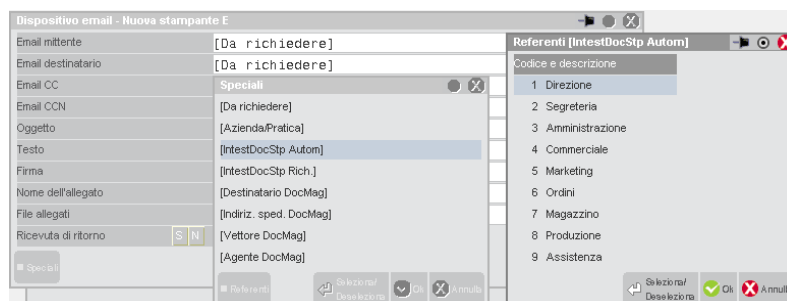 Dispositivo email - Nuova stampante E
Email mittente
[Da richiedere]
Email destinatario
[Da richiedere]
Email CC
Email CCN
Oggetto
Testo
Firma
Nome dell'allegato
File allegati
Ricevuta di ritorno S N
Speciali
Speciali
[Da richiedere]
[Azienda/Pratica]
[IntestDocStp Autom]
[IntestDocStp Rich.]
[Destinatario DocMag]
[Indiriz. sped. DocMag]
[Vettore DocMag]
[Agente DocMag]
Referenti
Seleziona/
Deseleziona
Ok
Annulla
Referenti [IntestDocStp Autom]
Codice e descrizione
1 Direzione
2 Segreteria
3 Amministrazione
4 Commerciale
5 Marketing
6 Ordini
7 Magazzino
8 Produzione
9 Assistenza
Seleziona/
Deseleziona
Ok
Annull